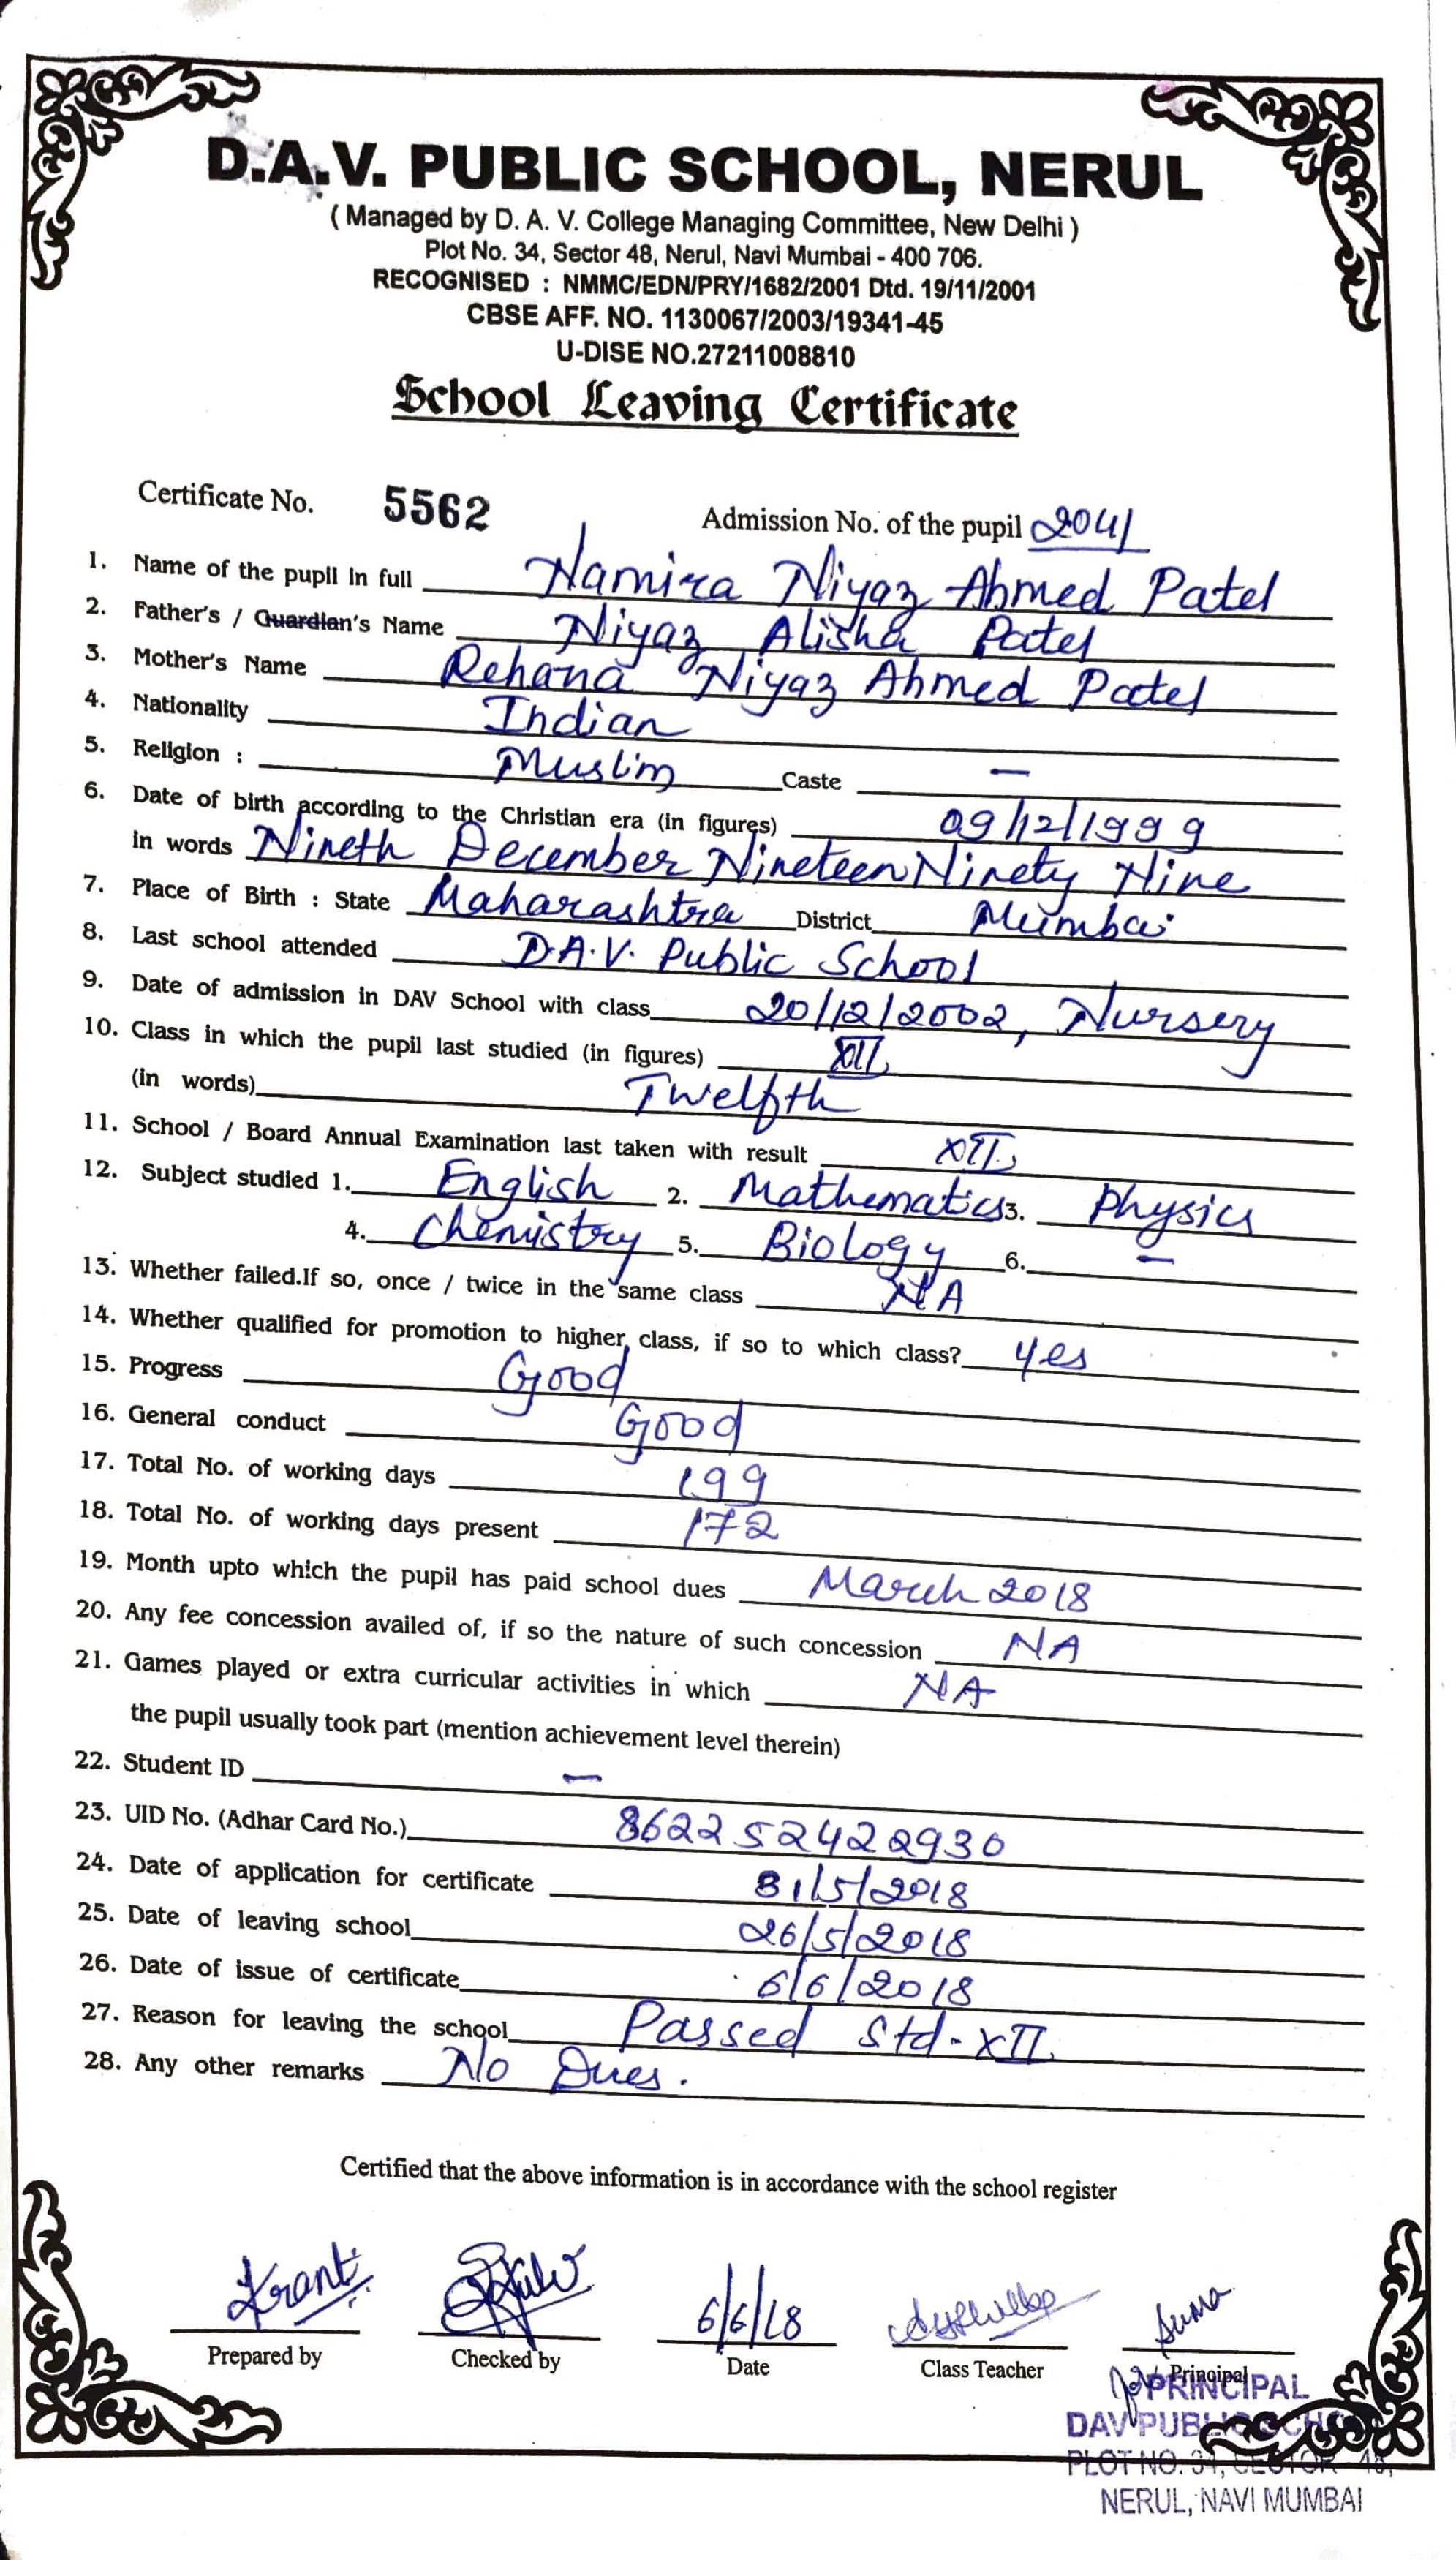 D.A.V. PUBLIC SCHOOL, NERUL
( Managed by D. A. V. College Managing Committee, New Delhi )
Plot No. 34, Sector 48, Nerul, Navi Mumbai - 400 706.
RECOGNISED : NMMC/EDN/PRY/1682/2001 Dtd. 19/11/2001
CBSE AFF. NO. 1130067/2003/19341-45
U-DISE NO.27211008810
School Leaving Certificate
Certificate No. 5562 Admission No. of the pupil 2041
1. Name of the pupil in full Namira Niyaz Ahmed Patel
2. Father's / Guardian's Name Niyaz Alisha Patel
3. Mother's Name Rehana Niyaz Ahmed Patel
4. Nationality Indian
5. Religion : Muslim Caste —
6. Date of birth according to the Christian era (in figures) 09/12/1999
in words Nineth December Nineteen Ninety Nine
7. Place of Birth : State Maharashtra District Mumbai
8. Last school attended D.A.V. Public School
9. Date of admission in DAV School with class 20/12/2002, Nursery
10. Class in which the pupil last studied (in figures) XII
(in words) Twelfth
11. School / Board Annual Examination last taken with result XII
12. Subject studied 1. English 2. Mathematics 3. Physics
4. Chemistry 5. Biology 6. —
13. Whether failed.If so, once / twice in the same class NA
14. Whether qualified for promotion to higher class, if so to which class? yes
15. Progress Good
16. General conduct Good
17. Total No. of working days 199
18. Total No. of working days present 172
19. Month upto which the pupil has paid school dues March 2018
20. Any fee concession availed of, if so the nature of such concession NA
21. Games played or extra curricular activities in which NA
the pupil usually took part (mention achievement level therein)
22. Student ID —
23. UID No. (Adhar Card No.) 862252422930
24. Date of application for certificate 31/5/2018
25. Date of leaving school 26/5/2018
26. Date of issue of certificate 6/6/2018
27. Reason for leaving the school Passed Std-XII
28. Any other remarks No Dues.
Certified that the above information is in accordance with the school register
6/6/18
Prepared by Checked by Date Class Teacher Principal
PRINCIPAL
DAV PUBLIC SCHOOL
PLOT NO. 34, SECTOR - 48,
NERUL, NAVI MUMBAI